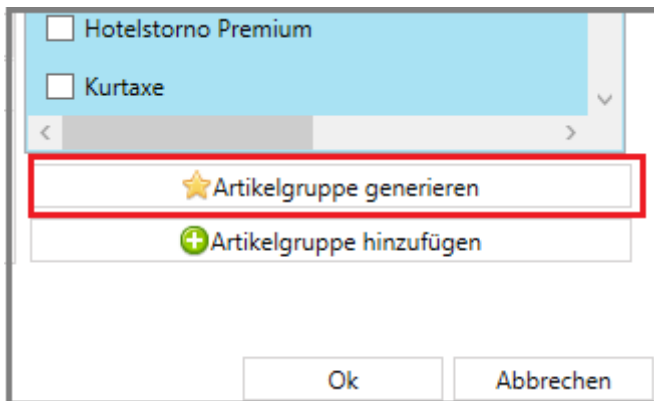 Hotelstorno Premium
Kurtaxe
Artikelgruppe generieren
Artikelgruppe hinzufügen
Ok Abbrechen